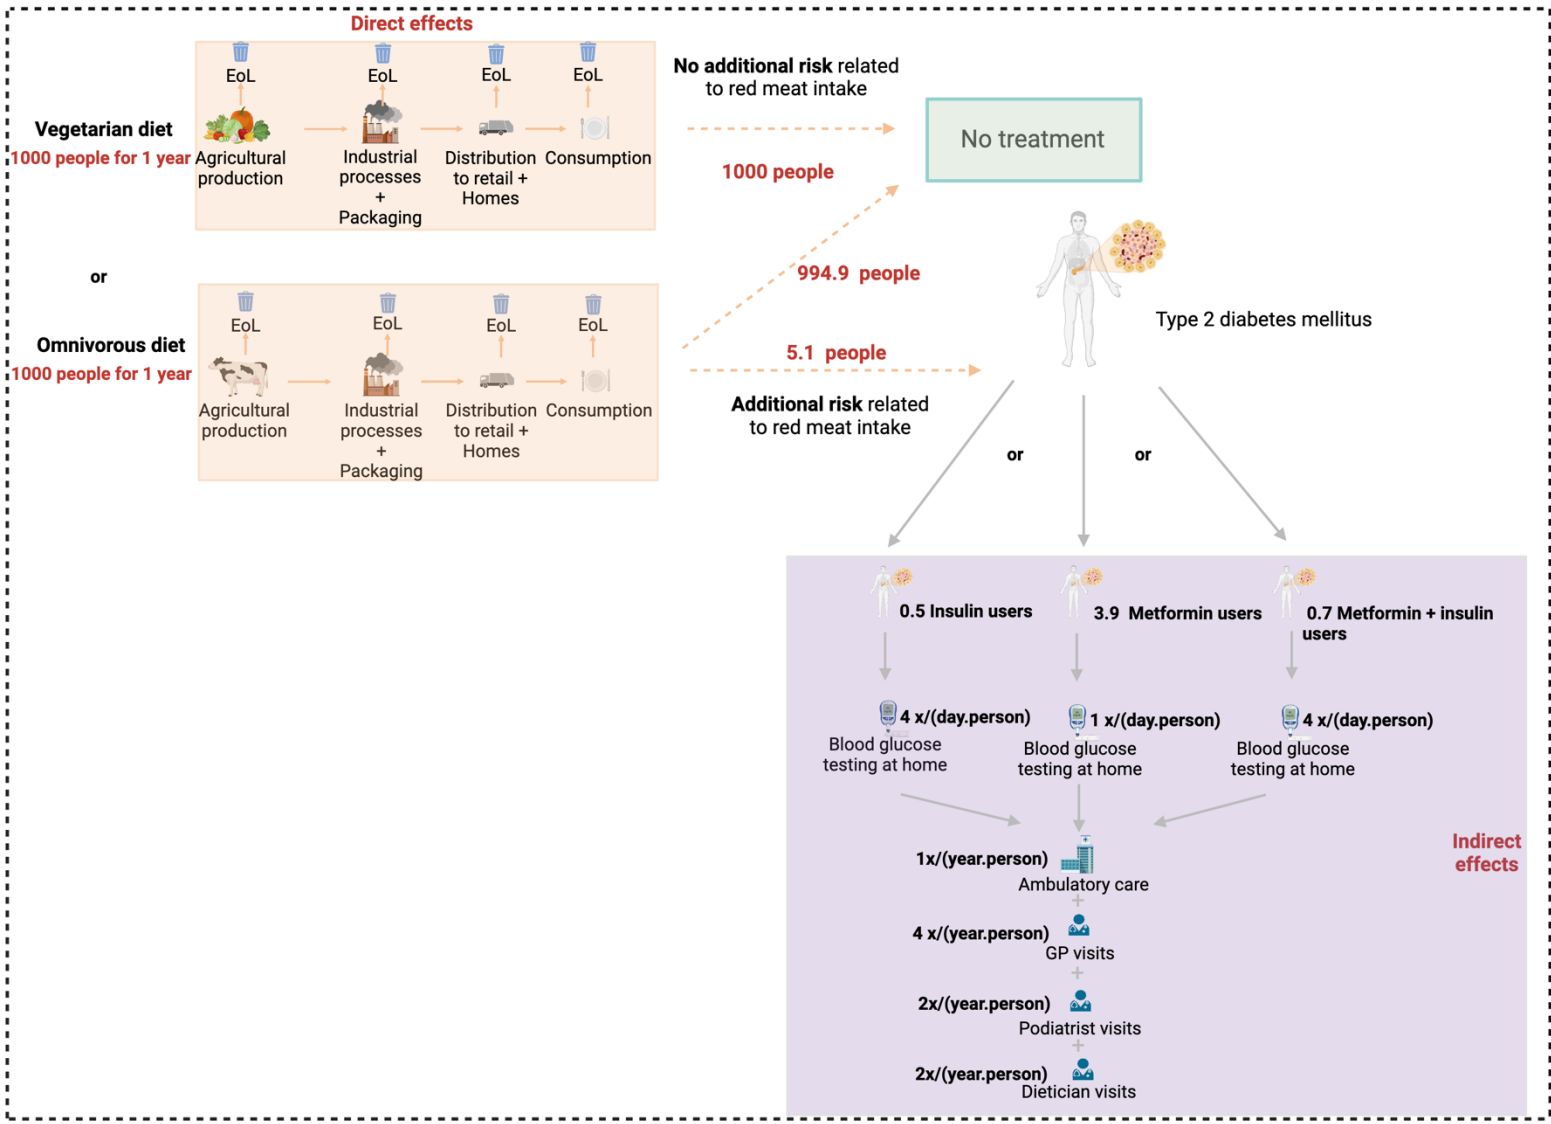 Direct effects
EoL
EoL
EoL
EoL
Vegetarian diet
1000 people for 1 year
Agricultural
production
Industrial
processes
+
Packaging
Distribution
to retail +
Homes
Consumption
No additional risk related
to red meat intake
1000 people
No treatment
or
EoL
EoL
EoL
EoL
Omnivorous diet
1000 people for 1 year
Agricultural
production
Industrial
processes
+
Packaging
Distribution
to retail +
Homes
Consumption
994.9 people
5.1 people
Additional risk related
to red meat intake
Type 2 diabetes mellitus
or
or
0.5 Insulin users
3.9 Metformin users
0.7 Metformin + insulin
users
4 x/(day.person)
Blood glucose
testing at home
1 x/(day.person)
Blood glucose
testing at home
4 x/(day.person)
Blood glucose
testing at home
Indirect
effects
1x/(year.person)
Ambulatory care
+
4 x/(year.person)
GP visits
+
2x/(year.person)
Podiatrist visits
+
2x/(year.person)
Dietician visits